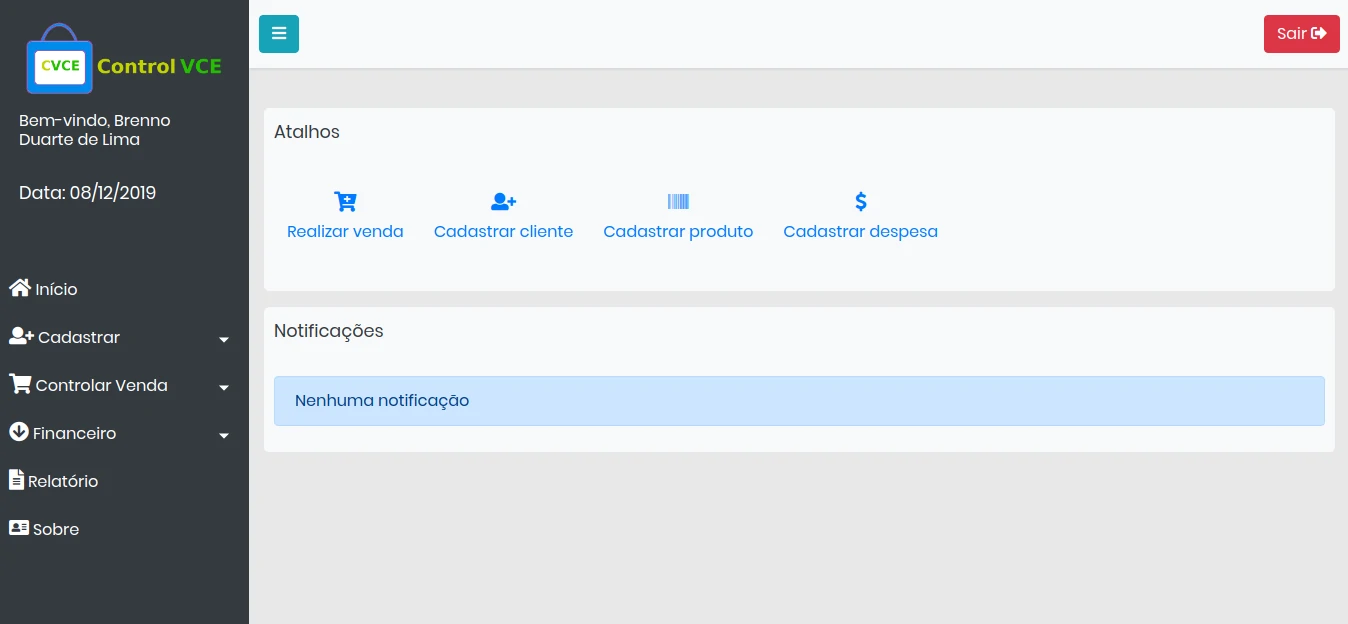 CVCE
Control VCE
Bem-vindo, Brenno
Duarte de Lima
Data: 08/12/2019
Início
Cadastrar
Controlar Venda
Financeiro
Relatório
Sobre
Sair
Atalhos
Realizar venda
Cadastrar cliente
Cadastrar produto
Cadastrar despesa
Notificações
Nenhuma notificação